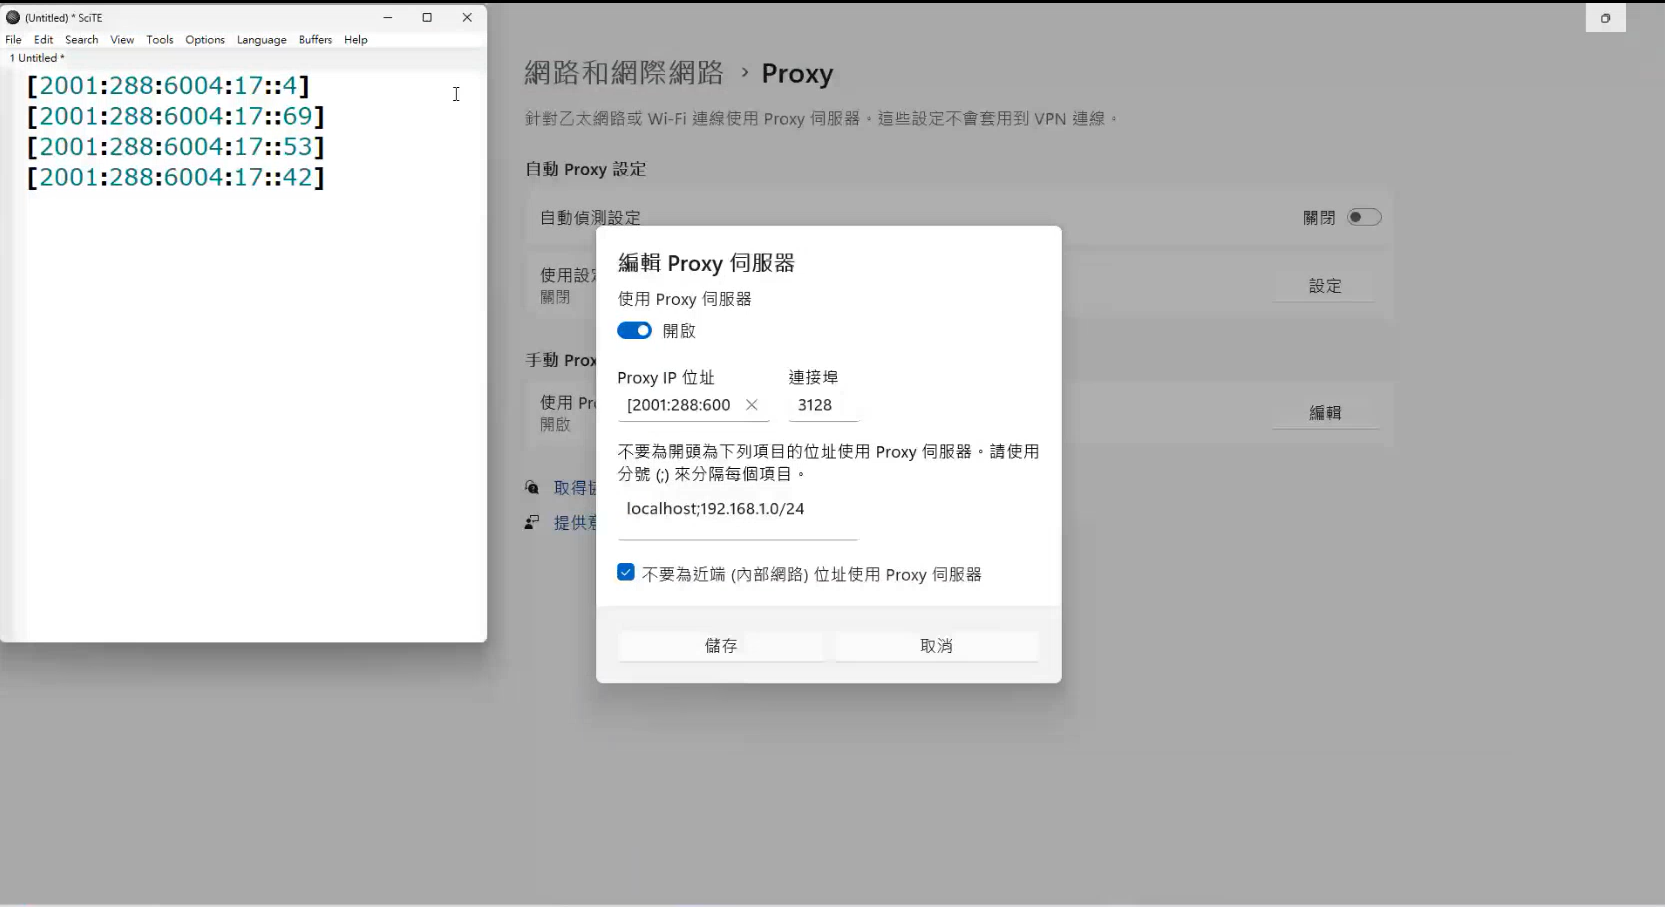 (Untitled) * SciTE
File Edit Search View Tools Options Language Buffers Help
1 Untitled *
[2001:288:6004:17::4]
[2001:288:6004:17::69]
[2001:288:6004:17::53]
[2001:288:6004:17::42]
網路和網際網路 › Proxy
針對乙太網路或 Wi-Fi 連線使用 Proxy 伺服器。這些設定不會套用到 VPN 連線。
自動 Proxy 設定
自動偵測設定
關閉
使用設定
關閉
設定
手動 Prox
使用 Pr
開啟
編輯
取得協
提供意
編輯 Proxy 伺服器
使用 Proxy 伺服器
開啟
Proxy IP 位址 連接埠
[2001:288:600 3128
不要為開頭為下列項目的位址使用 Proxy 伺服器。請使用
分號 (;) 來分隔每個項目。
localhost;192.168.1.0/24
不要為近端 (內部網路) 位址使用 Proxy 伺服器
儲存 取消